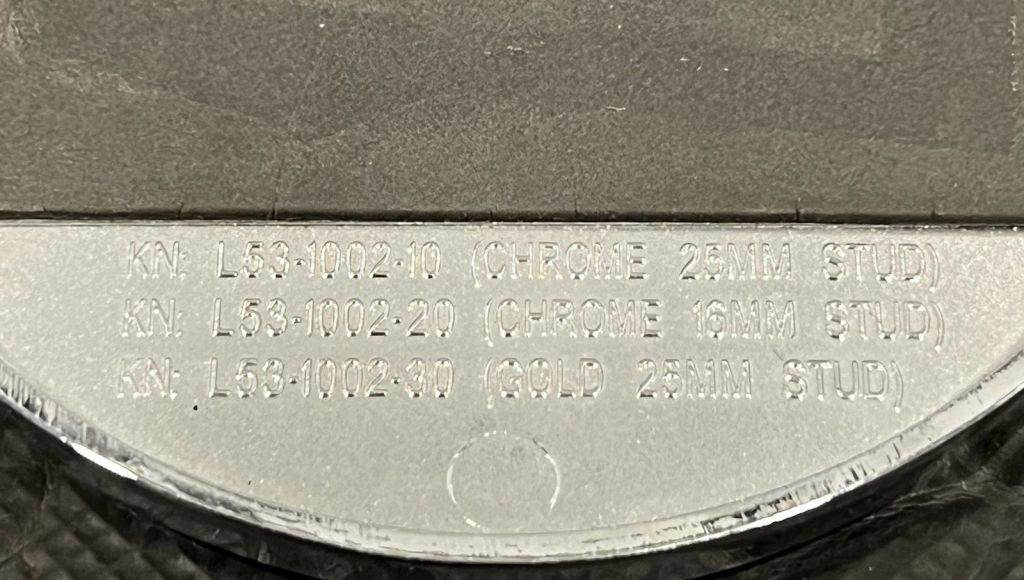 KN: L53-1002-10 (CHROME 25MM STUD)
KN: L53-1002-20 (CHROME 16MM STUD)
KN: L53-1002-30 (GOLD 25MM STUD)